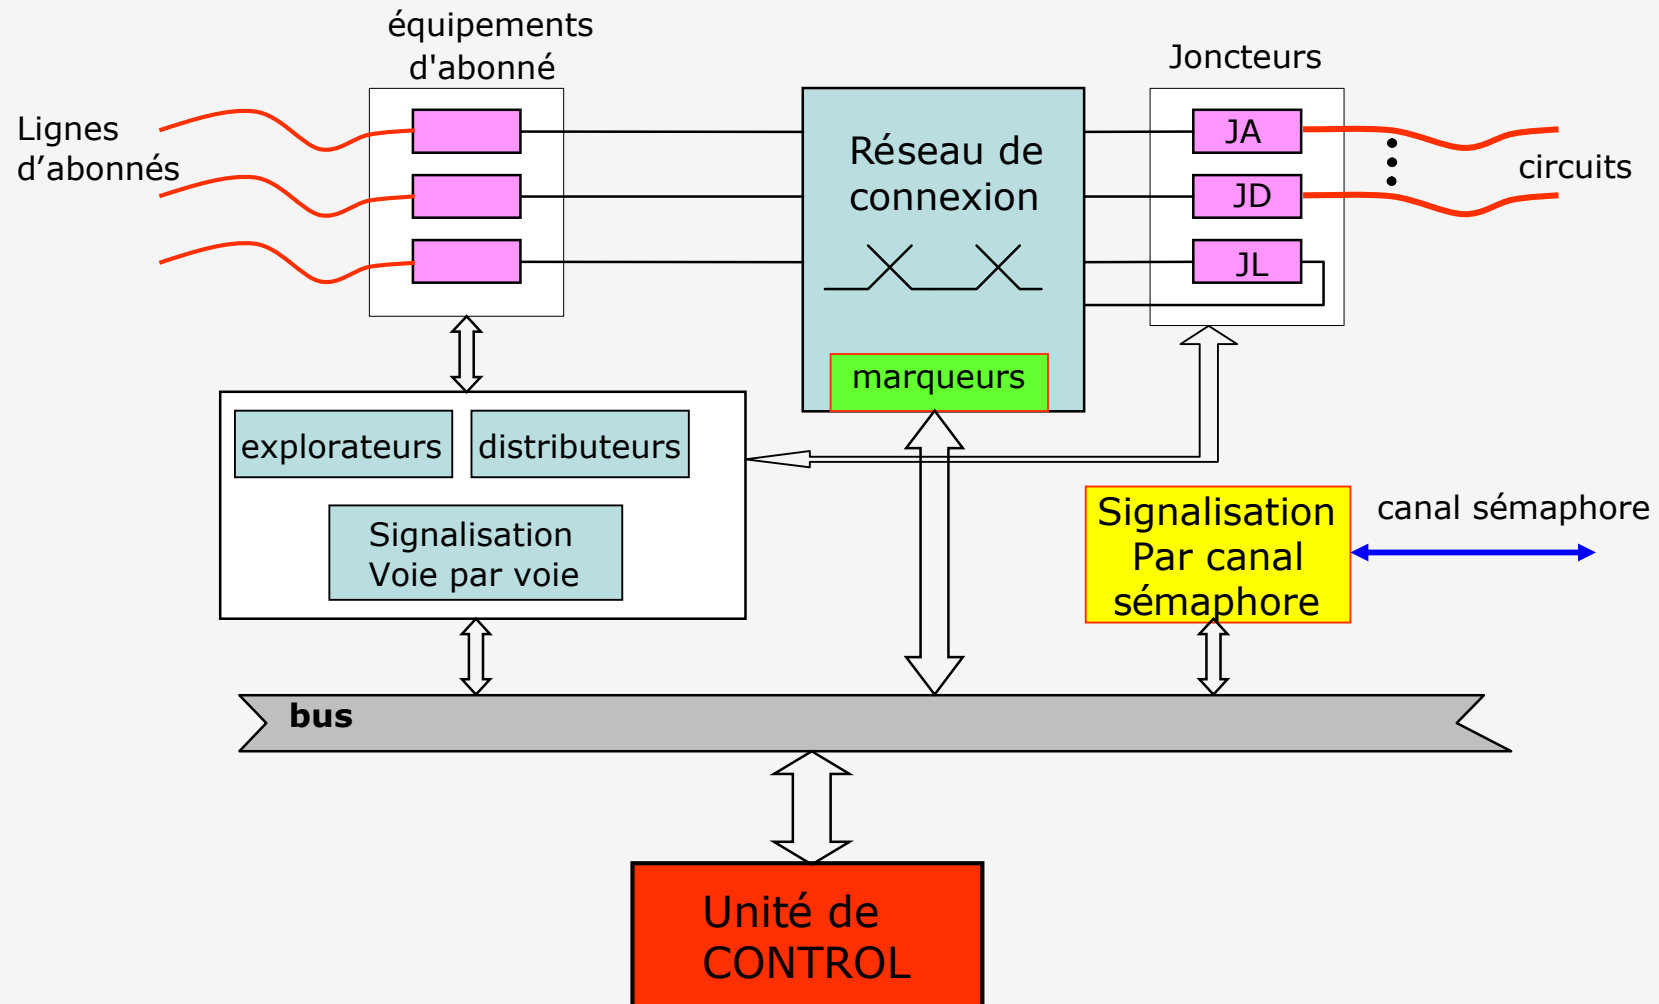 équipements
d'abonné
Joncteurs
Lignes
d’abonnés
Réseau de
connexion
JA
JD
JL
circuits
marqueurs
explorateurs
distributeurs
Signalisation
Voie par voie
Signalisation
Par canal
sémaphore
canal sémaphore
bus
Unité de
CONTROL